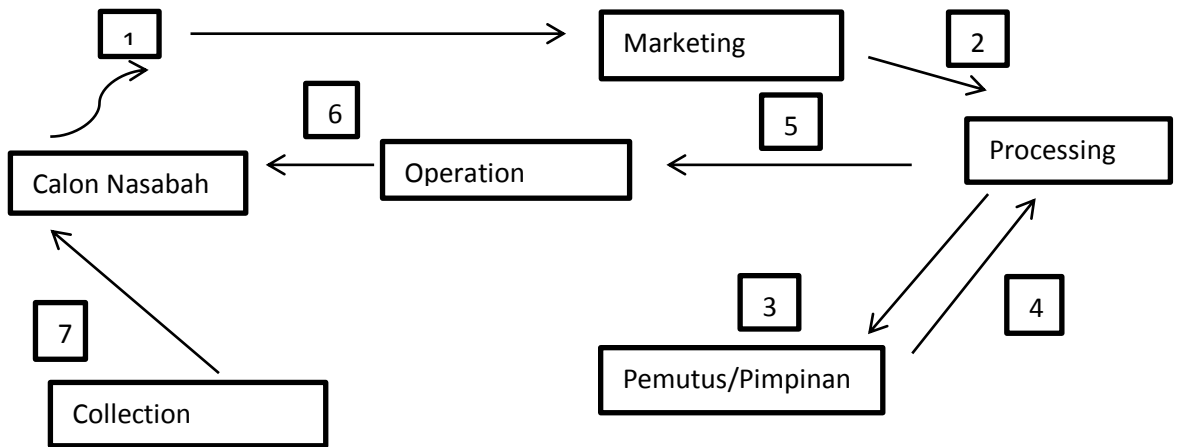 1
Marketing
2
6
5
Processing
Operation
Calon Nasabah
3
4
7
Pemutus/Pimpinan
Collection